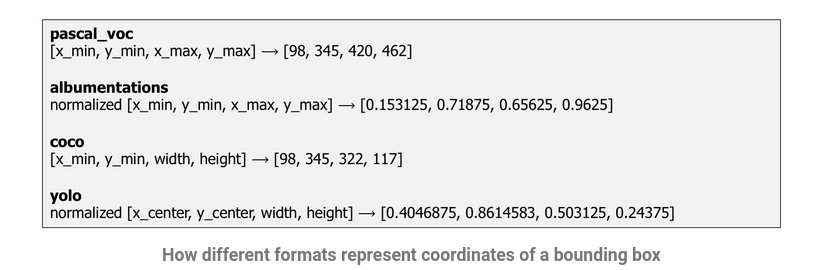 pascal_voc
[x_min, y_min, x_max, y_max] ⟶ [98, 345, 420, 462]
albumentations
normalized [x_min, y_min, x_max, y_max] ⟶ [0.153125, 0.71875, 0.65625, 0.9625]
coco
[x_min, y_min, width, height] ⟶ [98, 345, 322, 117]
yolo
normalized [x_center, y_center, width, height] ⟶ [0.4046875, 0.8614583, 0.503125, 0.24375]
How different formats represent coordinates of a bounding box